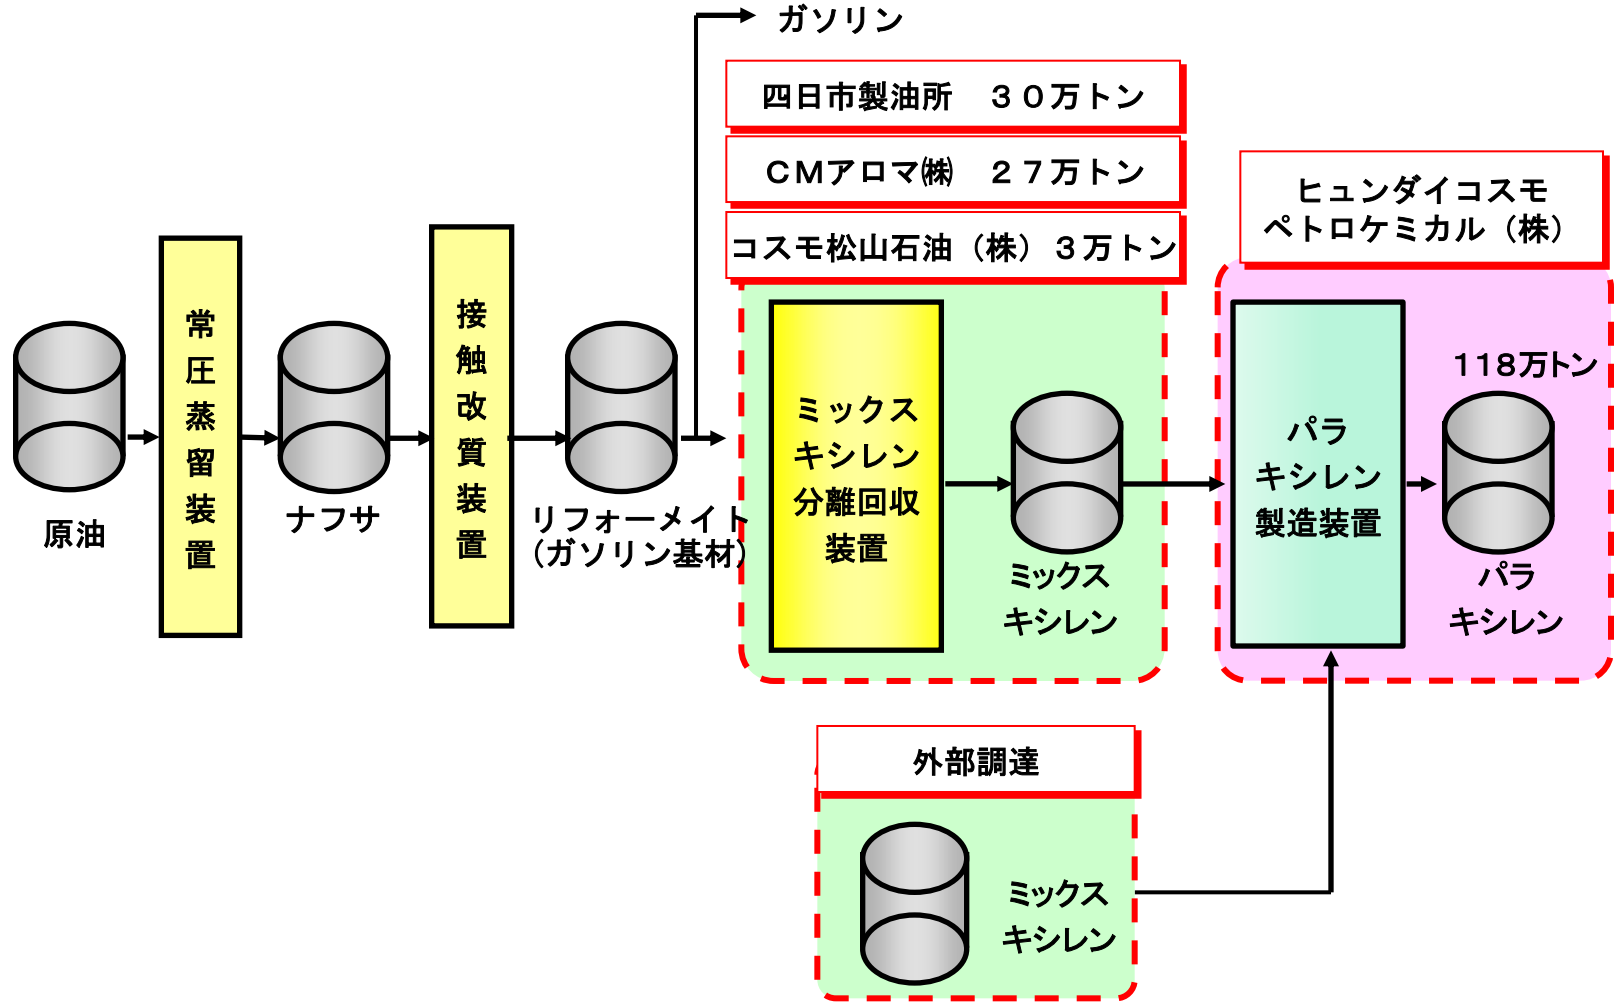 ガソリン
四日市製油所　３０万トン
ＣＭアロマ㈱　２７万トン
コスモ松山石油（株）３万トン
ヒュンダイコスモ
ペトロケミカル（株）
原油
常圧蒸留装置
ナフサ
接触改質装置
リフォーメイト
（ガソリン基材）
ミックス
キシレン
分離回収
装置
ミックス
キシレン
パラ
キシレン
製造装置
118万トン
パラ
キシレン
外部調達
ミックス
キシレン